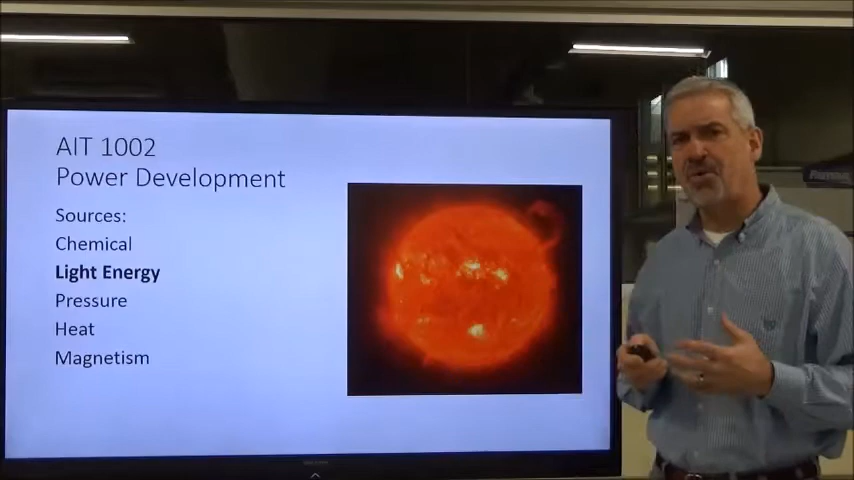 AIT 1002
Power Development
Sources:
Chemical
Light Energy
Pressure
Heat
Magnetism